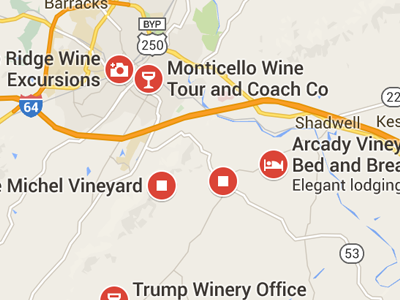 Barracks
BYP
250
Ridge Wine
Excursions
Monticello Wine
Tour and Coach Co
64
22
Shadwell
Kes
Arcady Viney
Bed and Brea
Elegant lodging
e Michel Vineyard
53
Trump Winery Office